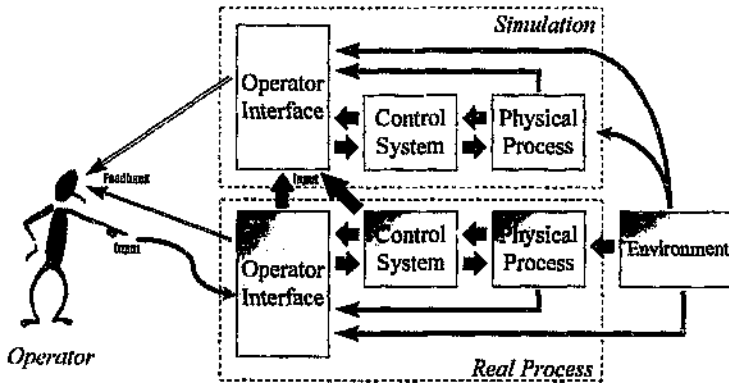 Simulation
Operator
Interface
Control
System
Physical
Process
Feedback
Input
Input
Operator
Interface
Control
System
Physical
Process
Environment
Operator
Real Process